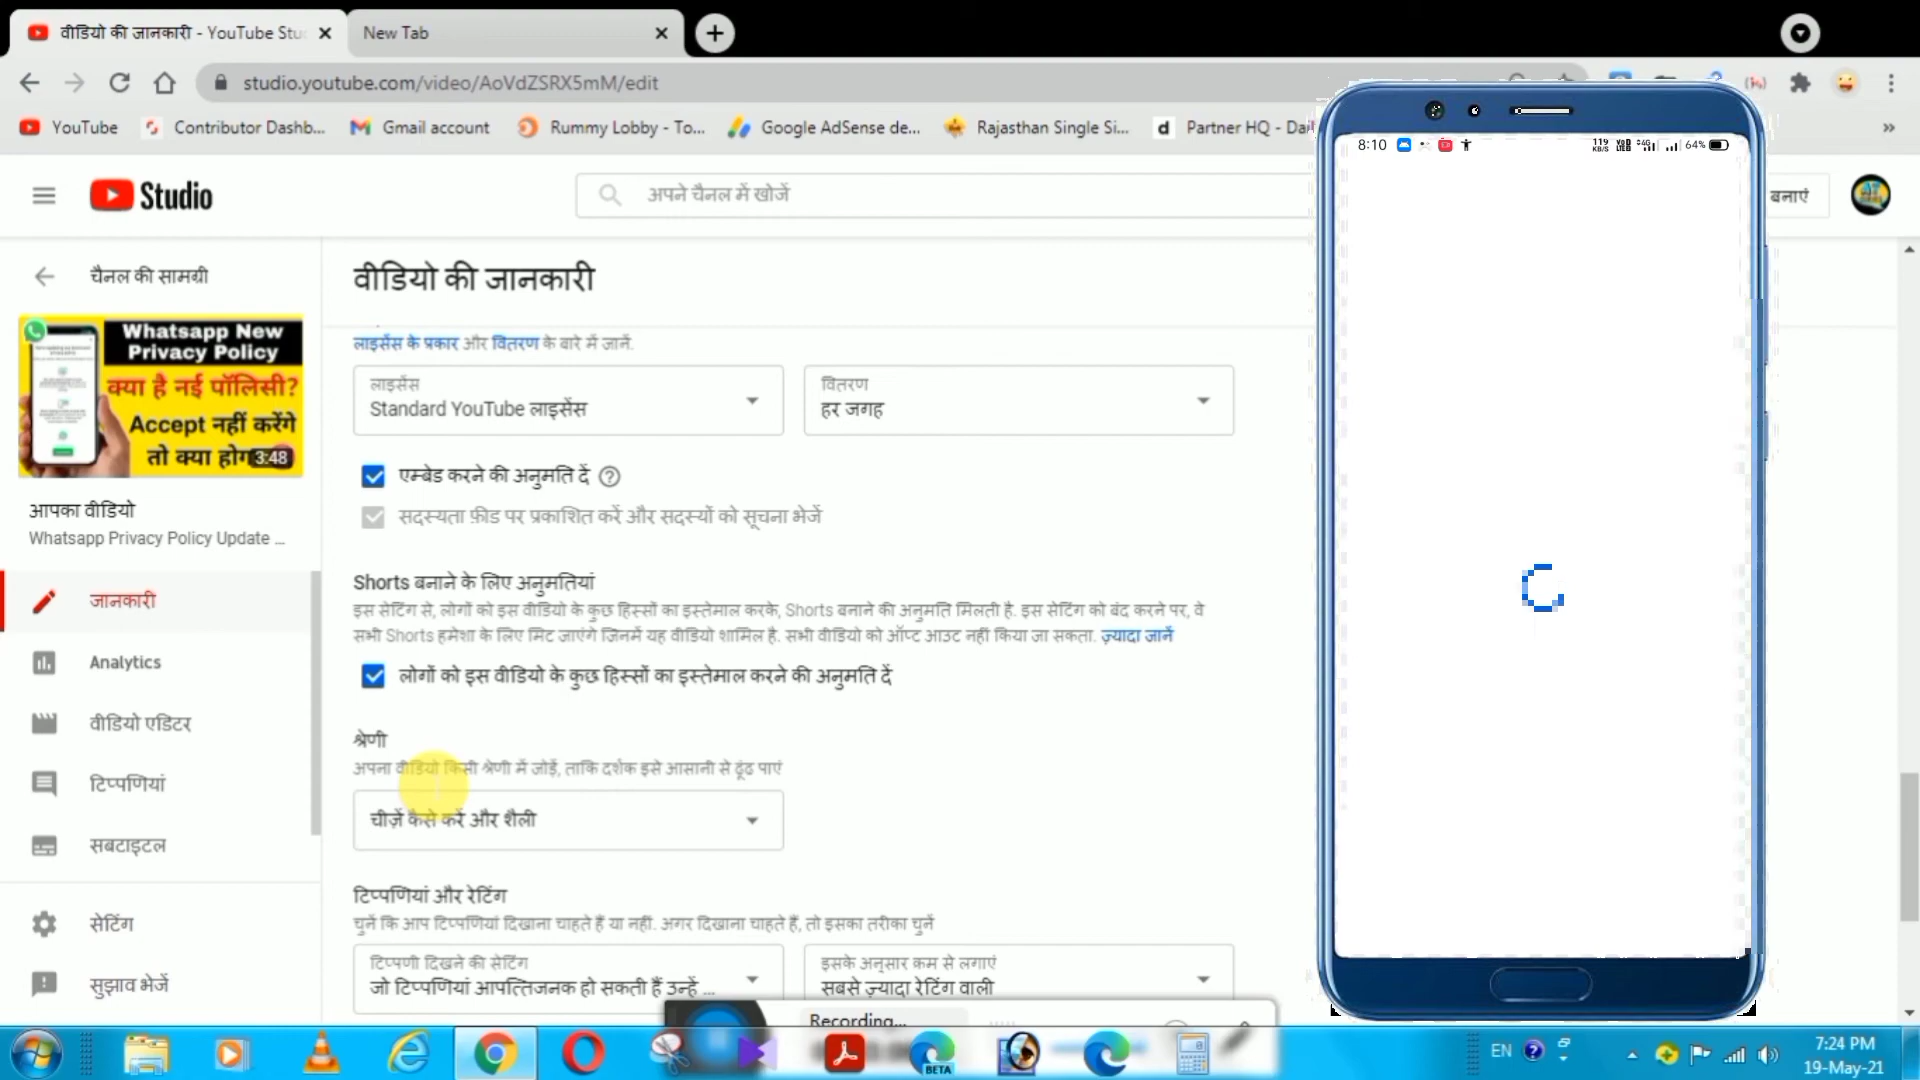 वीडियो की जानकारी - YouTube Stu
New Tab
studio.youtube.com/video/AoVdZSRX5mM/edit
YouTube
Contributor Dashb...
Gmail account
Rummy Lobby - To...
Google AdSense de...
Rajasthan Single Si...
Partner HQ - Dail
8:10
119 KB/S
4G
64%
Studio
अपने चैनल में खोजें
बनाएं
चैनल की सामग्री
वीडियो की जानकारी
Whatsapp New
Privacy Policy
क्या है नई पॉलिसी?
Accept नहीं करेंगे
तो क्या होग
3:48
लाइसेंस के प्रकार और वितरण के बारे में जानें.
लाइसेंस
Standard YouTube लाइसेंस
वितरण
हर जगह
एम्बेड करने की अनुमति दें
सदस्यता फ़ीड पर प्रकाशित करें और सदस्यों को सूचना भेजें
आपका वीडियो
Whatsapp Privacy Policy Update ...
Shorts बनाने के लिए अनुमतियां
इस सेटिंग से, लोगों को इस वीडियो के कुछ हिस्सों का इस्तेमाल करके, Shorts बनाने की अनुमति मिलती है. इस सेटिंग को बंद करने पर, वे
सभी Shorts हमेशा के लिए मिट जाएंगे जिनमें यह वीडियो शामिल है. सभी वीडियो को ऑप्ट आउट नहीं किया जा सकता. ज़्यादा जानें
लोगों को इस वीडियो के कुछ हिस्सों का इस्तेमाल करने की अनुमति दें
जानकारी
Analytics
वीडियो एडिटर
टिप्पणियां
सबटाइटल
सेटिंग
सुझाव भेजें
श्रेणी
अपना वीडियो किसी श्रेणी में जोड़ें, ताकि दर्शक इसे आसानी से ढूंढ पाएं
चीज़ें कैसे करें और शैली
टिप्पणियां और रेटिंग
चुनें कि आप टिप्पणियां दिखाना चाहते हैं या नहीं. अगर दिखाना चाहते हैं, तो इसका तरीका चुनें
टिप्पणी दिखने की सेटिंग
जो टिप्पणियां आपत्तिजनक हो सकती हैं उन्हें ...
इसके अनुसार क्रम से लगाएं
सबसे ज़्यादा रेटिंग वाली
Recording...
BETA
EN
7:24 PM
19-May-21